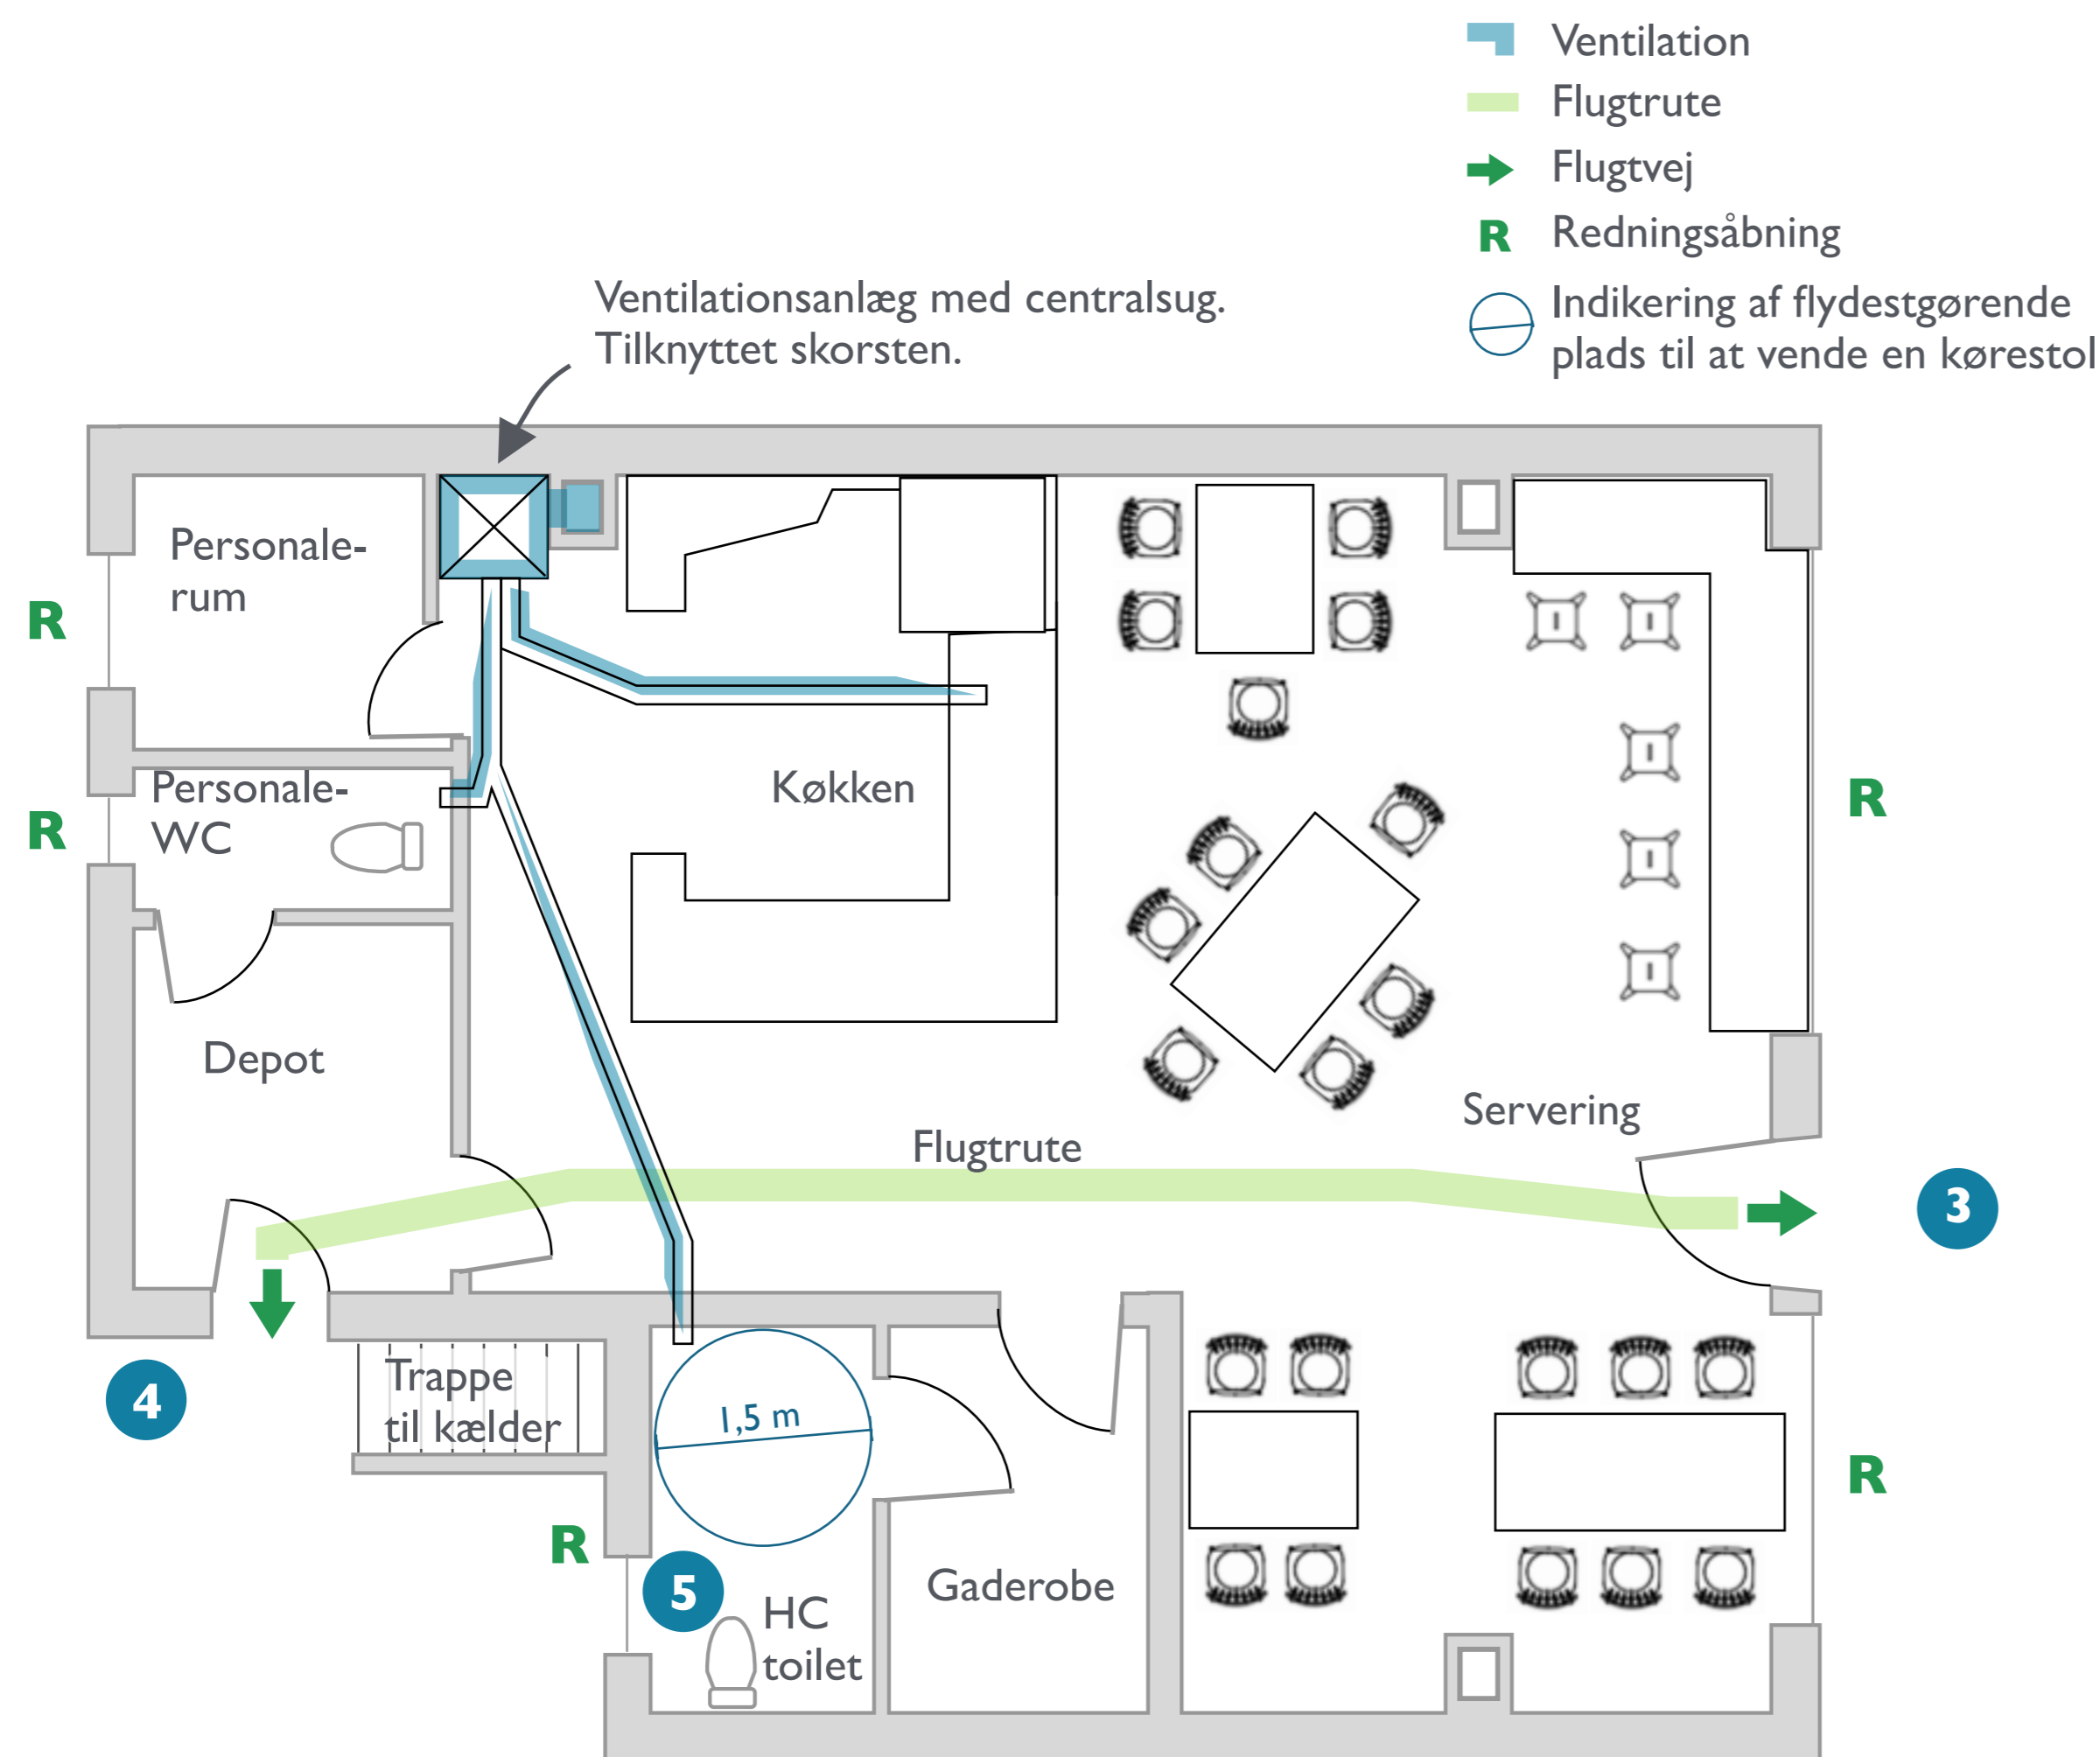 Ventilation
Flugtrute
Flugtvej
R Redningsåbning
Indikering af flydestgørende
plads til at vende en kørestol
Ventilationsanlæg med centralsug.
Tilknyttet skorsten.
Personale-
rum
R
Personale-
WC
R
Køkken
R
Depot
Servering
Flugtrute
3
4
Trappe
til kælder
1,5 m
R
R
5
HC
toilet
Gaderobe